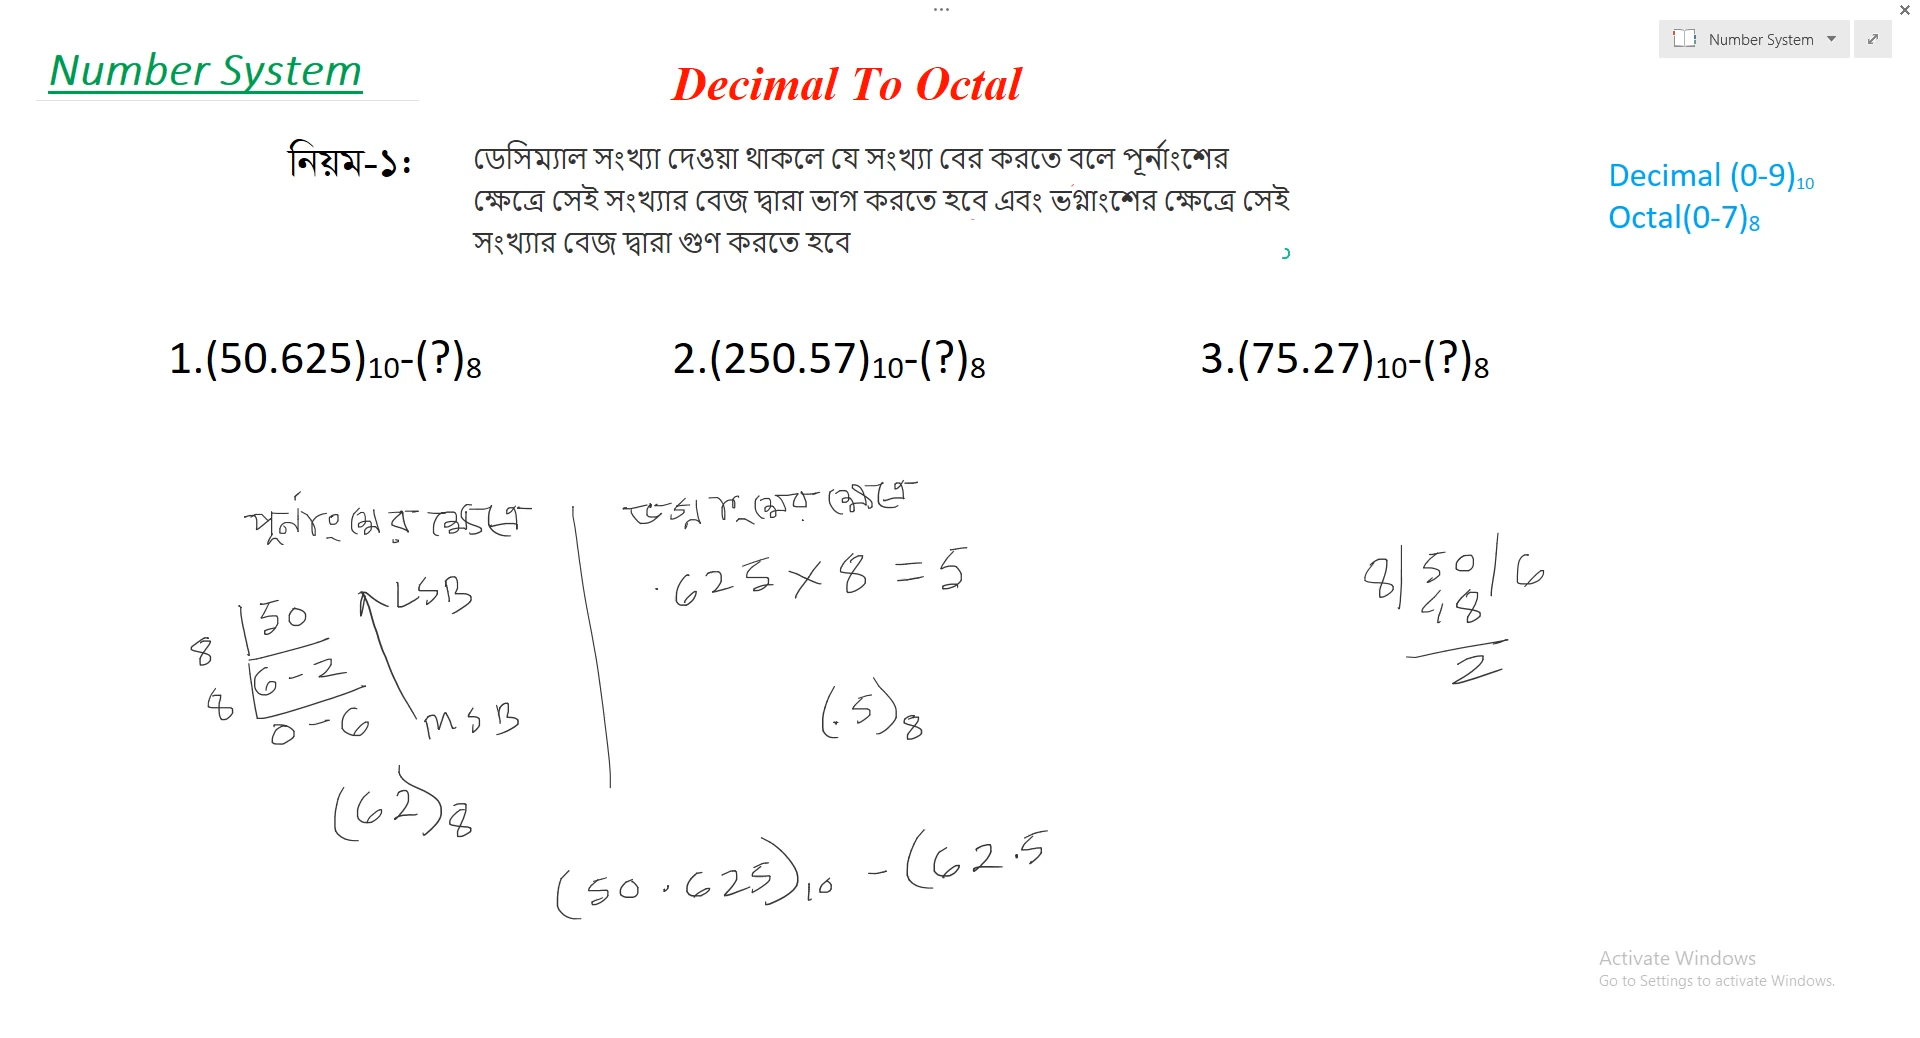 Number System
Number System
Decimal To Octal
নিয়ম-১ঃ
ডেসিম্যাল সংখ্যা দেওয়া থাকলে যে সংখ্যা বের করতে বলে পূর্নাংশের
ক্ষেত্রে সেই সংখ্যার বেজ দ্বারা ভাগ করতে হবে এবং ভগ্নাংশের ক্ষেত্রে সেই
সংখ্যার বেজ দ্বারা গুণ করতে হবে
Decimal (0-9)₁₀
Octal(0-7)₈
1.(50.625)₁₀-(?)₈
2.(250.57)₁₀-(?)₈
3.(75.27)₁₀-(?)₈
পূর্নাংশের ক্ষেত্রে
8 | 50
8 | 6 - 2
0 - 6
LSB
MSB
(62)₈
ভগ্নাংশের ক্ষেত্রে
.625 × 8 = 5
(.5)₈
8 | 50 | 6
48
2
(50.625)₁₀ - (62.5
Activate Windows
Go to Settings to activate Windows.